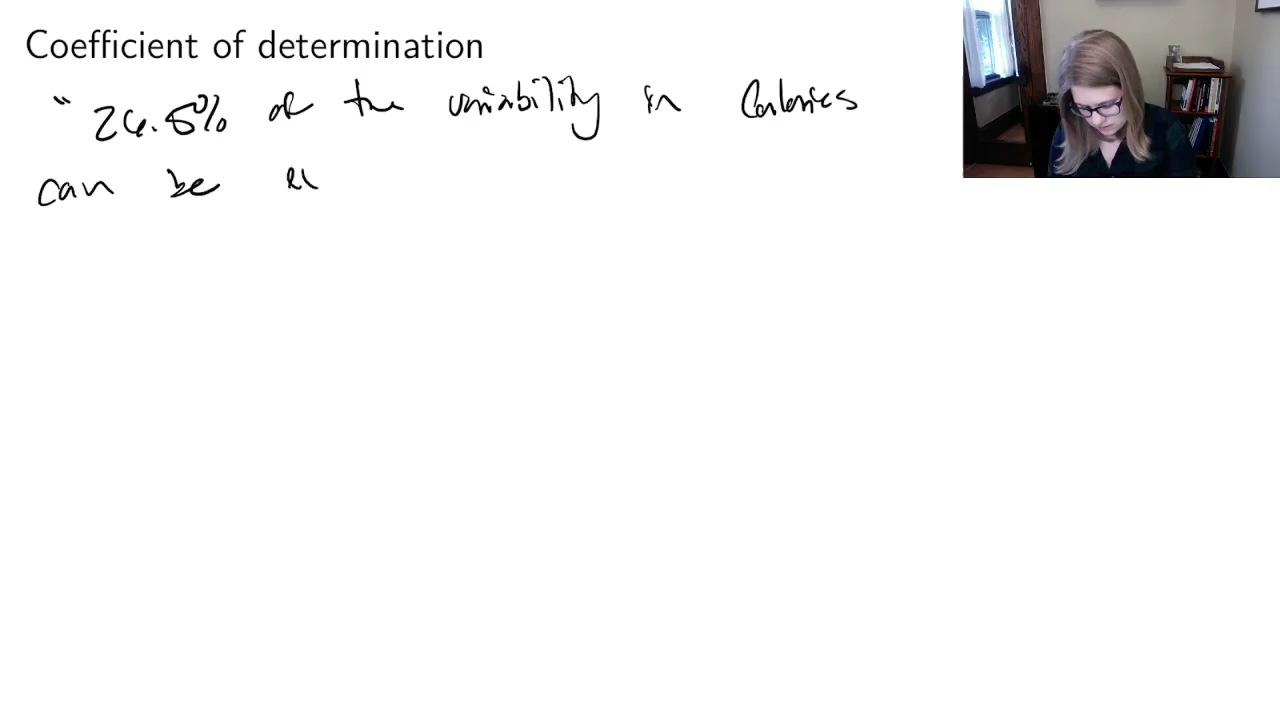 Coefficient of determination
" 26.5% of the variability in Calories
can be